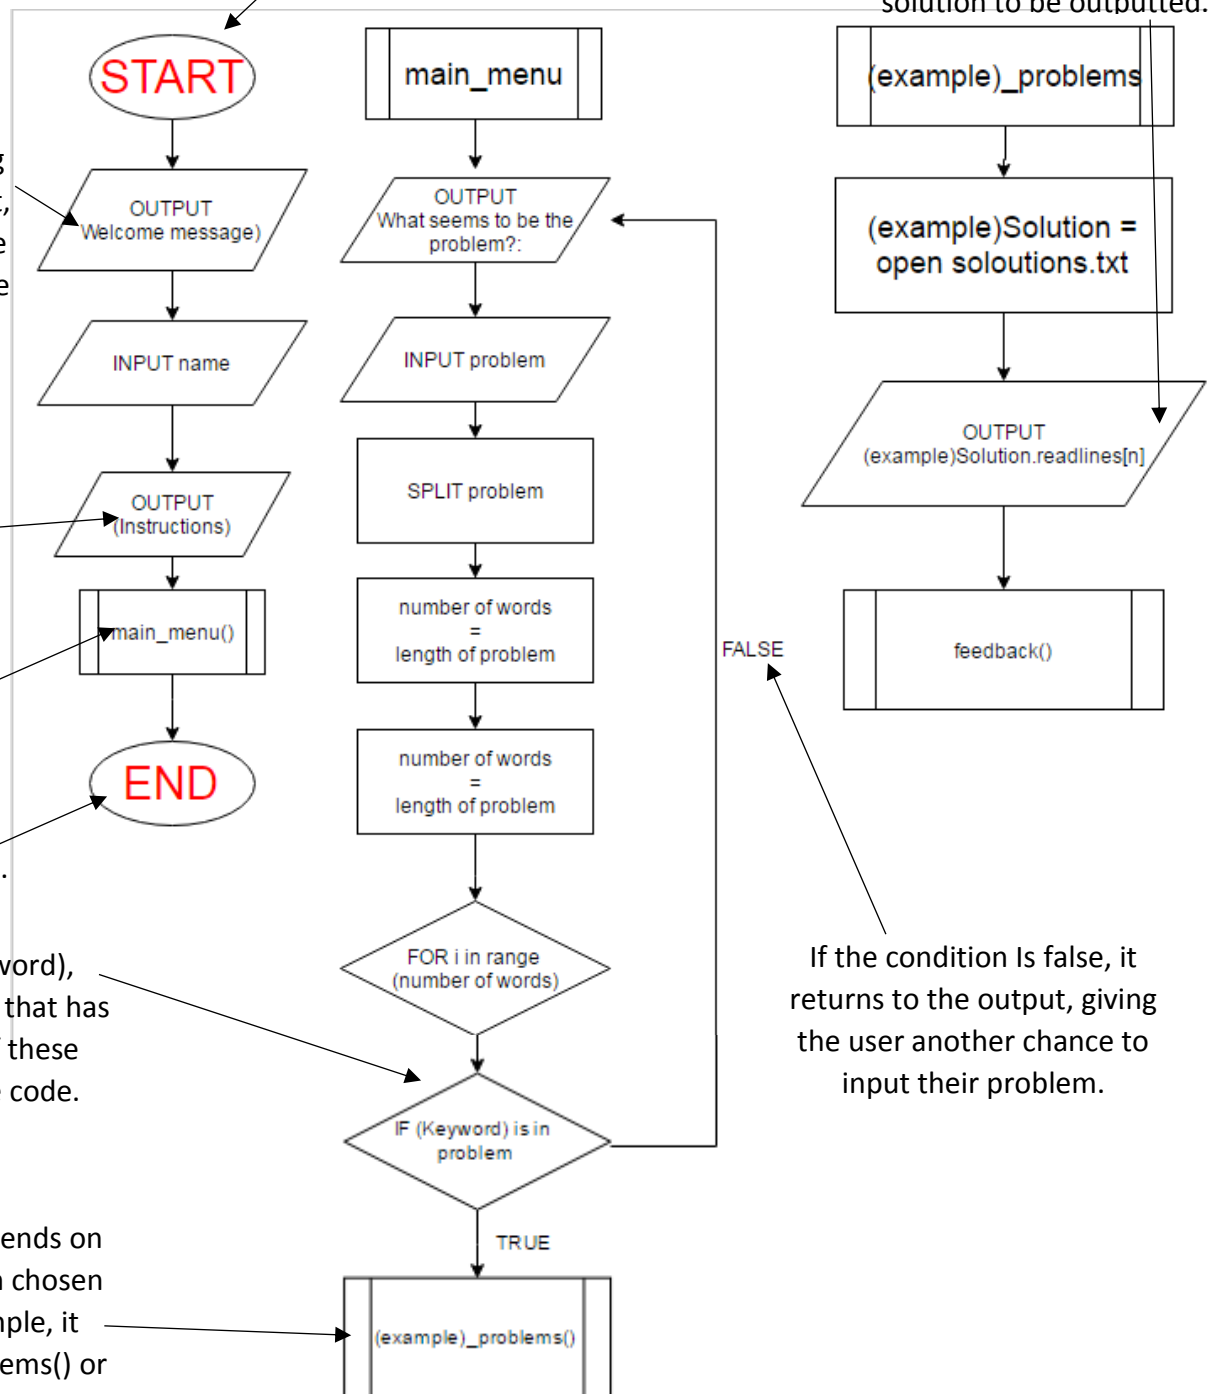 START
OUTPUT
Welcome message)
INPUT name
OUTPUT
(Instructions)
main_menu()
END
main_menu
OUTPUT
What seems to be the
problem?:
INPUT problem
SPLIT problem
number of words
=
length of problem
number of words
=
length of problem
FOR i in range
(number of words)
IF (Keyword) is in
problem
FALSE
TRUE
(example)_problems()
solution to be outputted.
(example)_problems
(example)Solution =
open soloutions.txt
OUTPUT
(example)Solution.readlines[n]
feedback()
If the condition Is false, it
returns to the output, giving
the user another chance to
input their problem.
word),
that has
these
code.
ends on
chosen
mple, it
ems() or